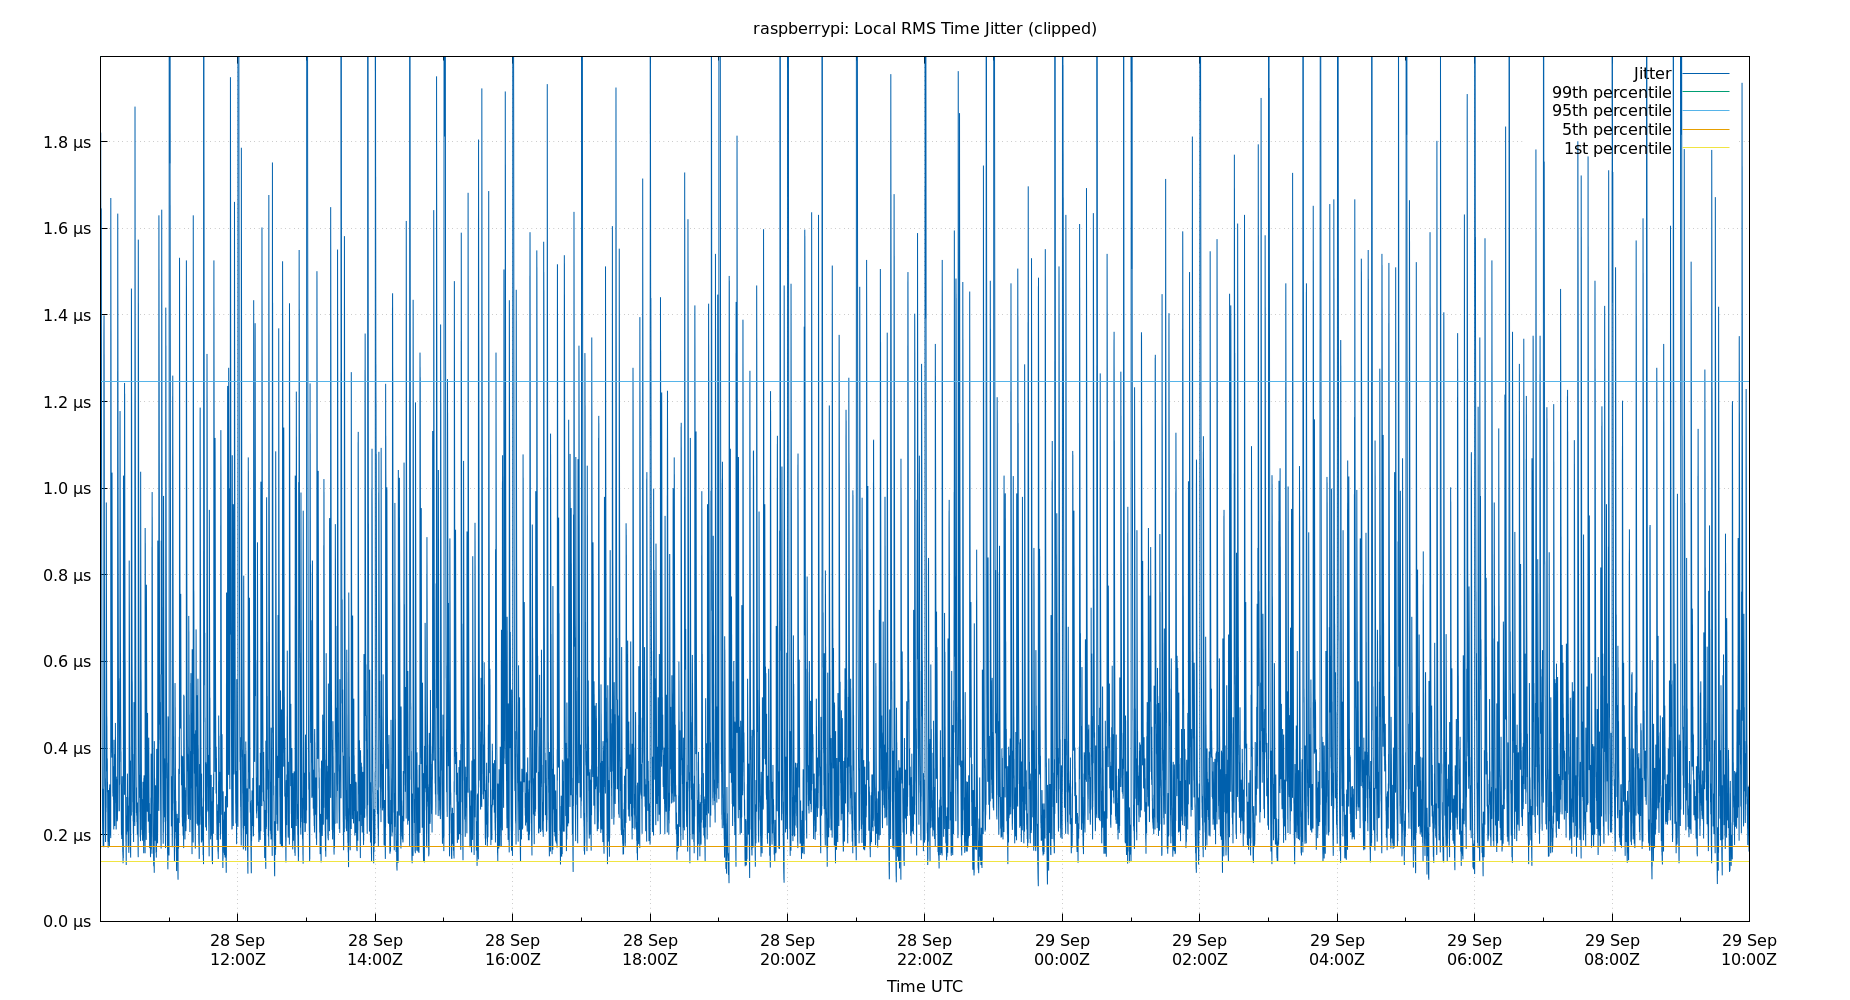 raspberrypi: Local RMS Time Jitter (clipped)
Jitter
99th percentile
95th percentile
5th percentile
1st percentile
1.8 µs
1.6 µs
1.4 µs
1.2 µs
1.0 µs
0.8 µs
0.6 µs
0.4 µs
0.2 µs
0.0 µs
28 Sep 28 Sep 28 Sep 28 Sep 28 Sep 28 Sep 29 Sep 29 Sep 29 Sep 29 Sep 29 Sep 29 Sep
12:00Z 14:00Z 16:00Z 18:00Z 20:00Z 22:00Z 00:00Z 02:00Z 04:00Z 06:00Z 08:00Z 10:00Z
Time UTC